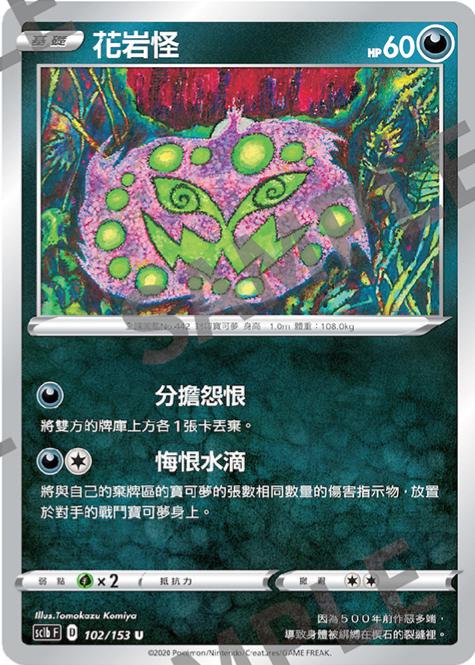 基礎 花岩怪 HP 60
全國圖鑑No.442 封印寶可夢 身高：1.0m 體重：108.0kg
分擔怨恨
將雙方的牌庫上方各1張卡丟棄。
悔恨水滴
將與自己的棄牌區的寶可夢的張數相同數量的傷害指示物，放置
於對手的戰鬥寶可夢身上。
弱點 ×2 抵抗力 撤退
Illus.Tomokazu Komiya
sc1b F D 102/153 U
因為500年前作惡多端，
導致身體被綁縛在楔石的裂縫裡。
©2020 Pokémon/Nintendo/Creatures/GAME FREAK.
SAMPLE